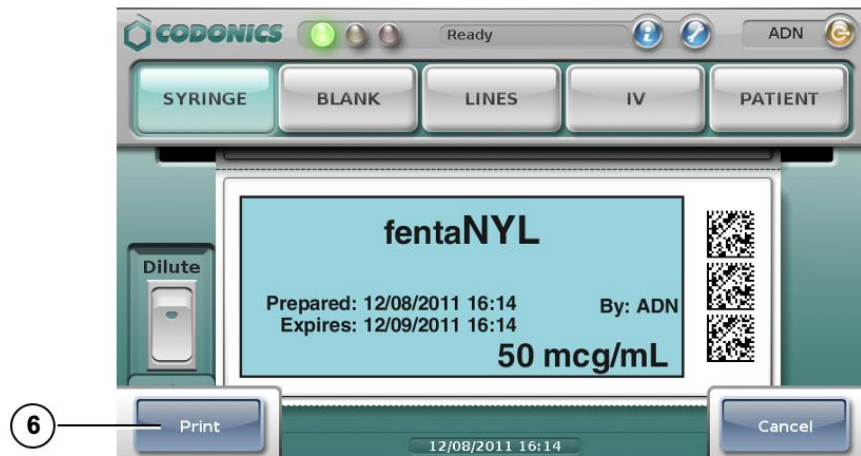 CODONICS Ready ADN
SYRINGE BLANK LINES IV PATIENT
fentaNYL
Dilute
Prepared: 12/08/2011 16:14 By: ADN
Expires: 12/09/2011 16:14
50 mcg/mL
6 Print Cancel
12/08/2011 16:14